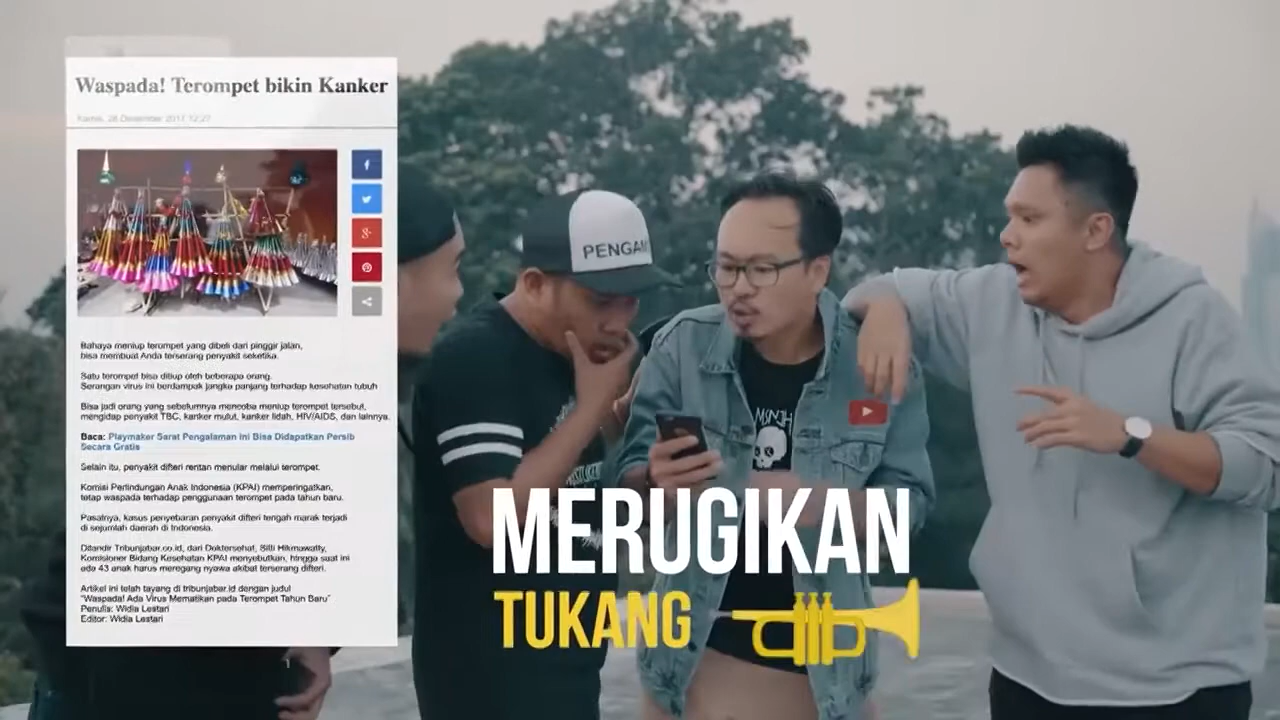 Waspada! Terompet bikin Kanker
Kamis, 28 Desember 2017 12:27
Bahaya meniup terompet yang dibeli dari pinggir jalan,
bisa membuat Anda terserang penyakit seketika.
Satu terompet bisa ditiup oleh beberapa orang.
Serangan virus ini berdampak jangka panjang terhadap kesehatan tubuh
Bisa jadi orang yang sebelumnya mencoba meniup terompet tersebut,
mengidap penyakit TBC, kanker mulut, kanker lidah, HIV/AIDS, dan lainnya.
Baca: Playmaker Sarat Pengalaman Ini Bisa Didapatkan Persib
Secara Gratis
Selain itu, penyakit difteri rentan menular melalui terompet.
Komisi Perlindungan Anak Indonesia (KPAI) memperingatkan,
tetap waspada terhadap penggunaan terompet pada tahun baru.
Pasalnya, kasus penyebaran penyakit difteri tengah marak terjadi
di sejumlah daerah di Indonesia.
Dilandir Tribunjabar.co.id, dari Doktersehat, Sitti Hikmawatty,
Komisioner Bidang Kesehatan KPAI menyebutkan, hingga saat ini
ada 43 anak harus meregang nyawa akibat terserang difteri.
Artikel ini telah tayang di tribunjabar.id dengan judul
"Waspada! Ada Virus Mematikan pada Terompet Tahun Baru"
Penulis: Widia Lestari
Editor: Widia Lestari
PENGAN
MERUGIKAN
TUKANG